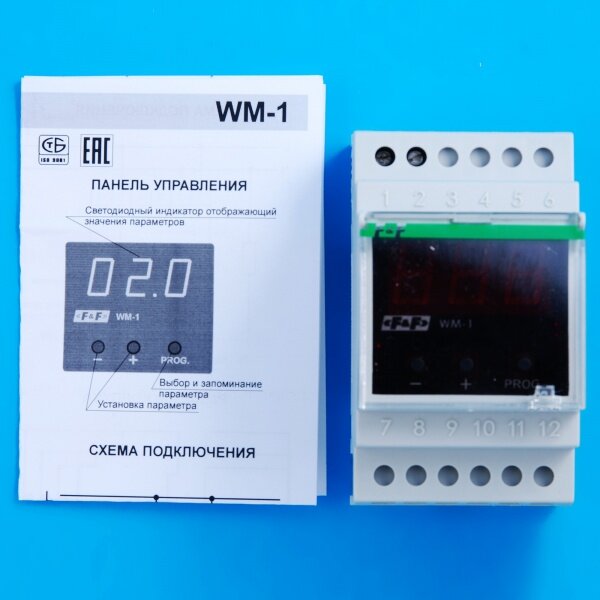 WM-1
СТБ
ISO 9001
EAC
ПАНЕЛЬ УПРАВЛЕНИЯ
Светодиодный индикатор отображающий
значения параметров
02.0
F&F WM-1
− + PROG.
Выбор и запоминание
параметра
Установка параметра
СХЕМА ПОДКЛЮЧЕНИЯ
L
1 2 3 4 5 6
F&F WM-1
− + PROG.
7 8 9 10 11 12